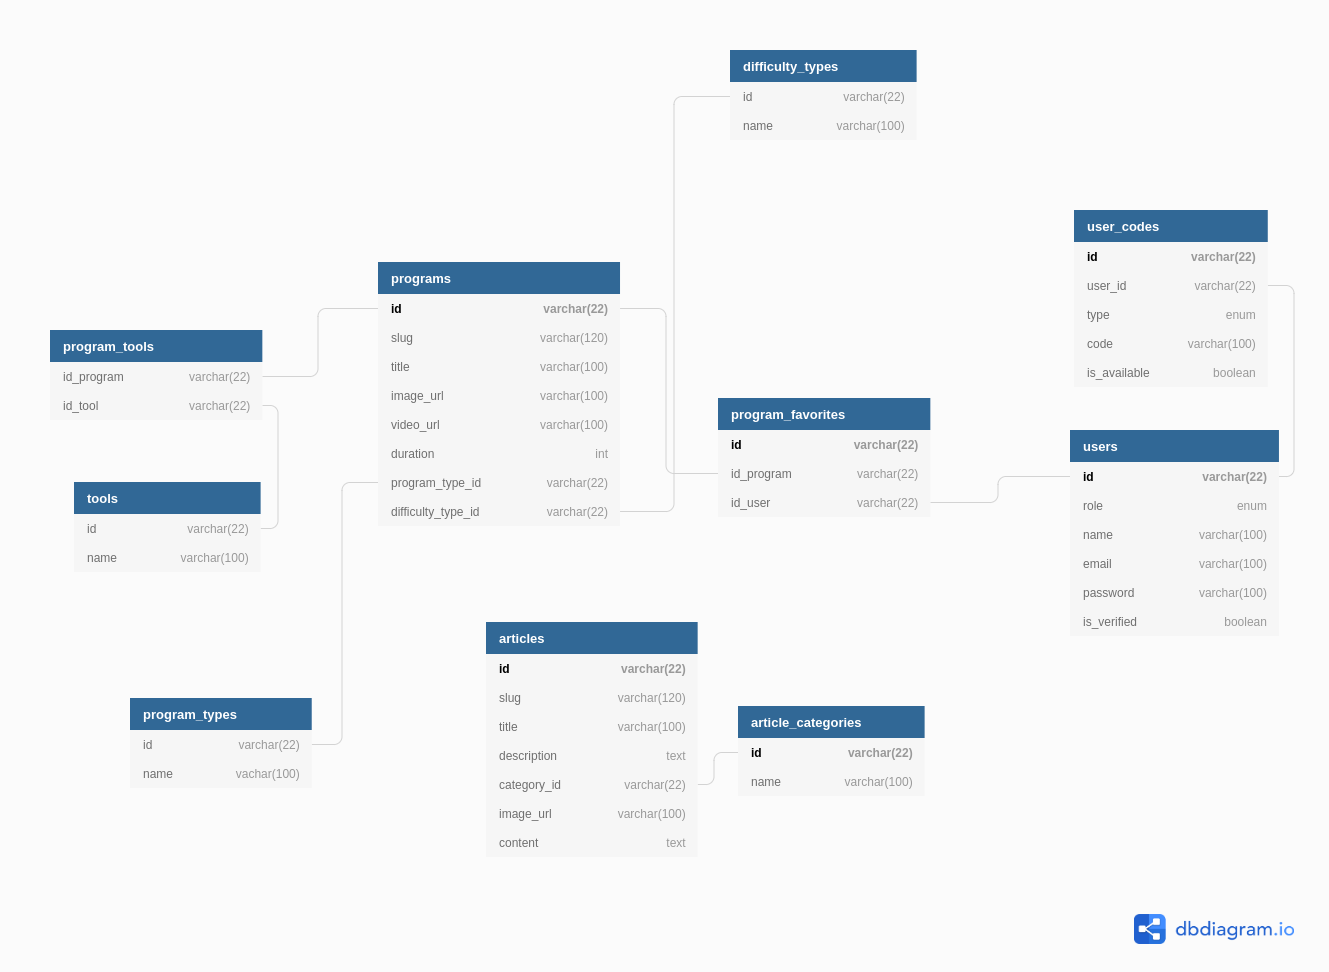 difficulty_types
id varchar(22)
name varchar(100)
user_codes
id varchar(22)
user_id varchar(22)
type enum
code varchar(100)
is_available boolean
programs
id varchar(22)
slug varchar(120)
title varchar(100)
image_url varchar(100)
video_url varchar(100)
duration int
program_type_id varchar(22)
difficulty_type_id varchar(22)
program_tools
id_program varchar(22)
id_tool varchar(22)
program_favorites
id varchar(22)
id_program varchar(22)
id_user varchar(22)
users
id varchar(22)
role enum
name varchar(100)
email varchar(100)
password varchar(100)
is_verified boolean
tools
id varchar(22)
name varchar(100)
articles
id varchar(22)
slug varchar(120)
title varchar(100)
description text
category_id varchar(22)
image_url varchar(100)
content text
program_types
id varchar(22)
name vachar(100)
article_categories
id varchar(22)
name varchar(100)
dbdiagram.io